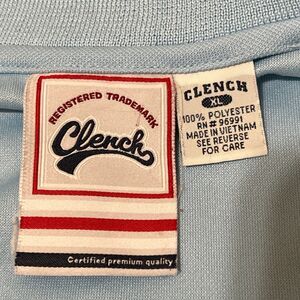 REGISTERED TRADEMARK
Clench
Certified premium quality
CLENCH
XL
100% POLYESTER
RN# 96991
MADE IN VIETNAM
SEE REVERSE
FOR CARE